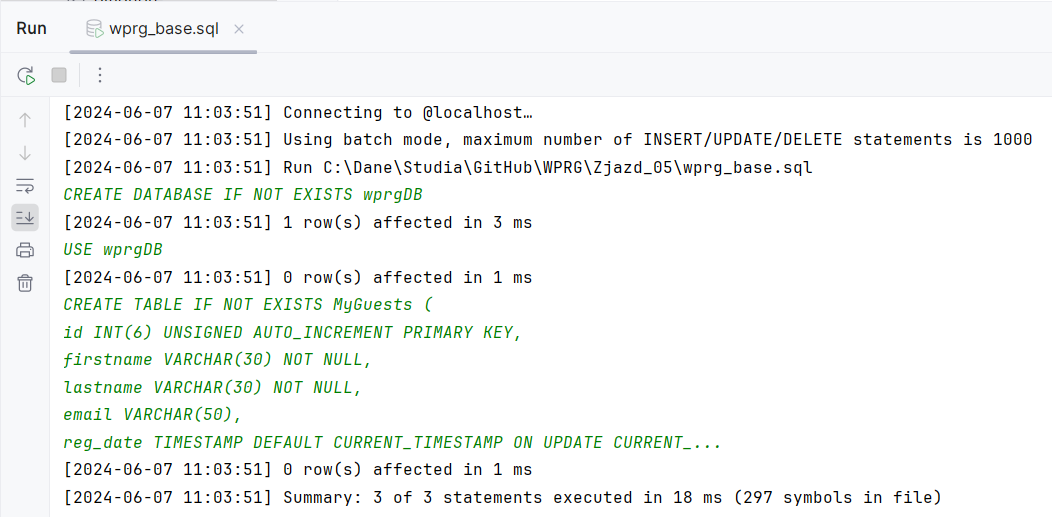 Run wprg_base.sql
[2024-06-07 11:03:51] Connecting to @localhost…
[2024-06-07 11:03:51] Using batch mode, maximum number of INSERT/UPDATE/DELETE statements is 1000
[2024-06-07 11:03:51] Run C:\Dane\Studia\GitHub\WPRG\Zjazd_05\wprg_base.sql
CREATE DATABASE IF NOT EXISTS wprgDB
[2024-06-07 11:03:51] 1 row(s) affected in 3 ms
USE wprgDB
[2024-06-07 11:03:51] 0 row(s) affected in 1 ms
CREATE TABLE IF NOT EXISTS MyGuests (
id INT(6) UNSIGNED AUTO_INCREMENT PRIMARY KEY,
firstname VARCHAR(30) NOT NULL,
lastname VARCHAR(30) NOT NULL,
email VARCHAR(50),
reg_date TIMESTAMP DEFAULT CURRENT_TIMESTAMP ON UPDATE CURRENT_...
[2024-06-07 11:03:51] 0 row(s) affected in 1 ms
[2024-06-07 11:03:51] Summary: 3 of 3 statements executed in 18 ms (297 symbols in file)